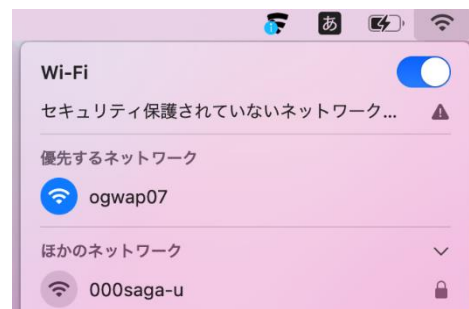 あ
Wi-Fi
セキュリティ保護されていないネットワーク...
優先するネットワーク
ogwap07
ほかのネットワーク
000saga-u